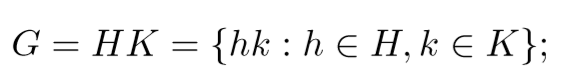 G = HK = {hk : h ∈ H, k ∈ K};